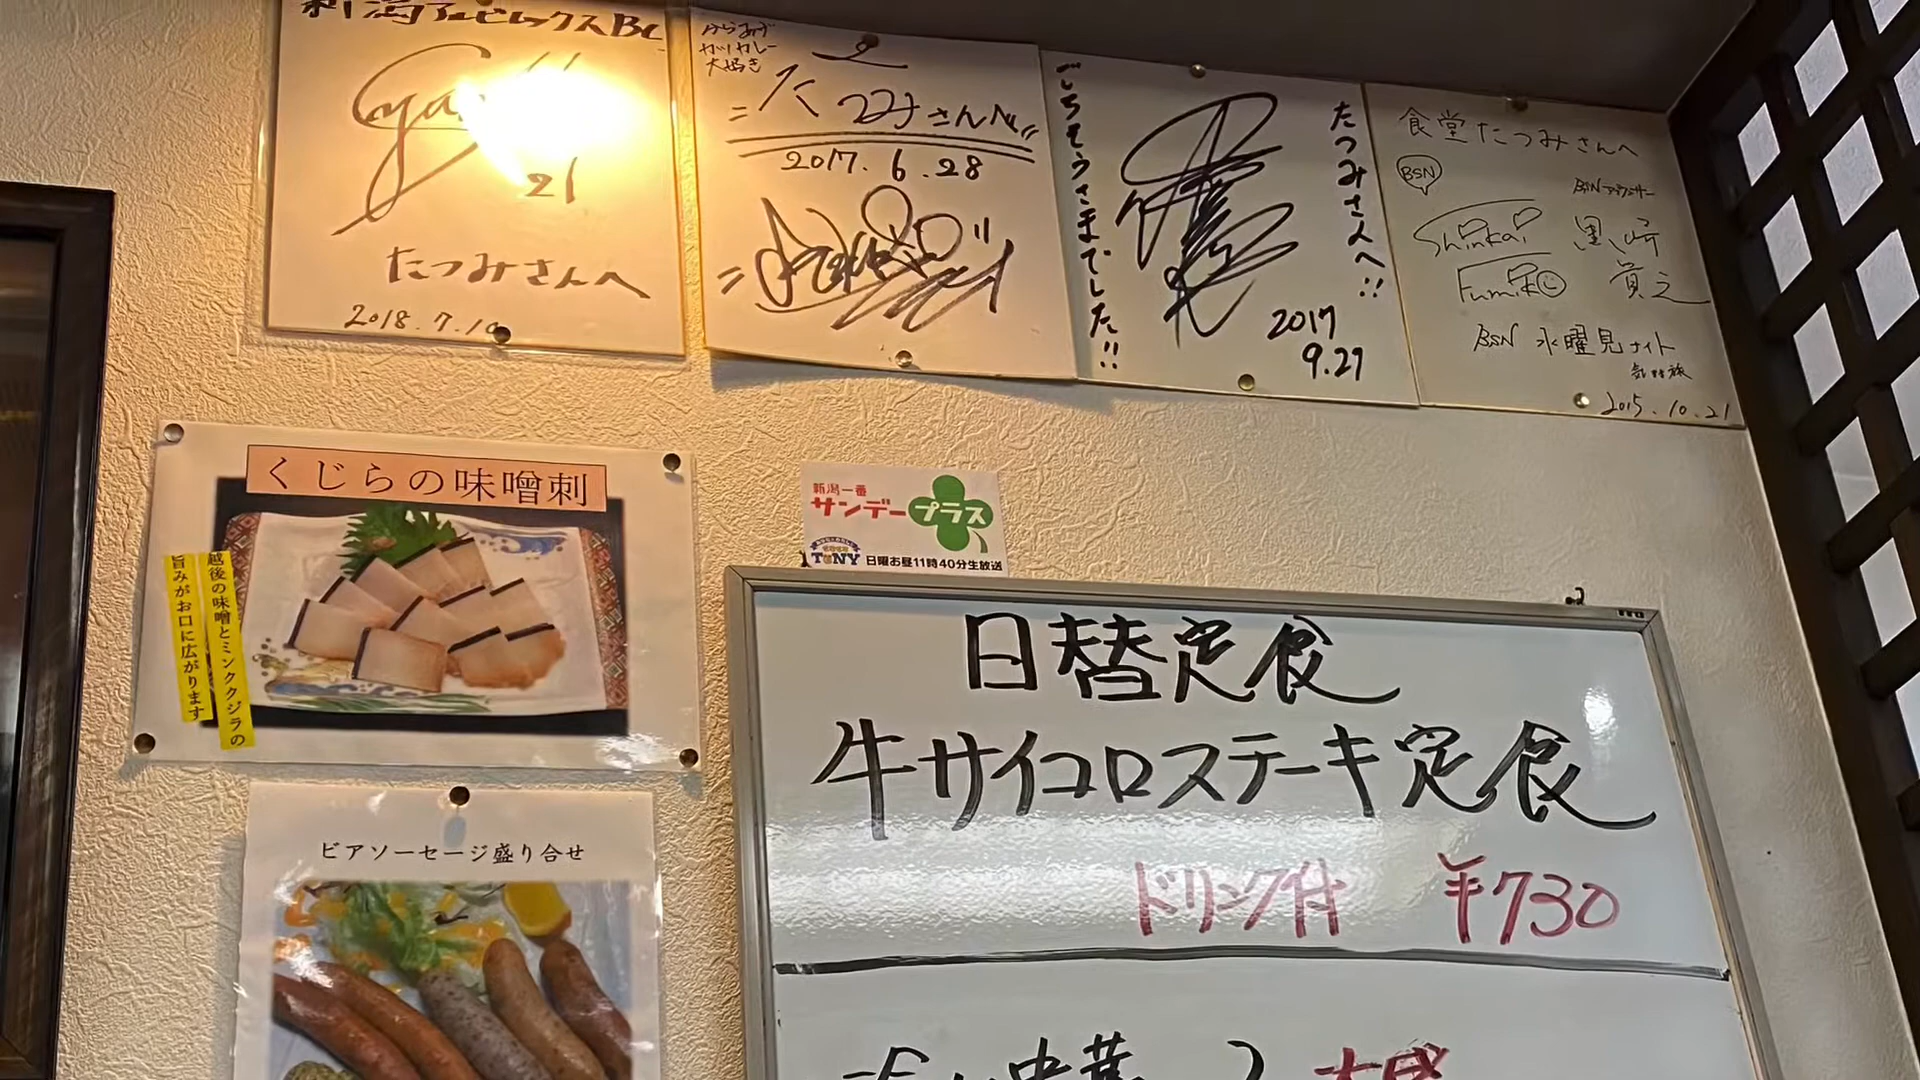 新潟アルビレックスBC
21
たつみさんへ
2018.7.10
からあげ
カツカレー
大好き
たつみさんへ
2017.6.28
たつみさんへ!!
ごちそうさまでした!!
2017
9.21
食堂たつみさんへ
BSN
BSNアナウンサー
Shinkai
Fumiko
黒崎
貴之
BSN 水曜見ナイト
2015.10.21
くじらの味噌刺
越後の味噌とミンククジラの
旨みがお口に広がります
新潟一番
サンデープラス
TeNY 日曜お昼11時40分生放送
日替定食
牛サイコロステーキ定食
ドリンク付 ¥730
ビアソーセージ盛り合せ
大盛